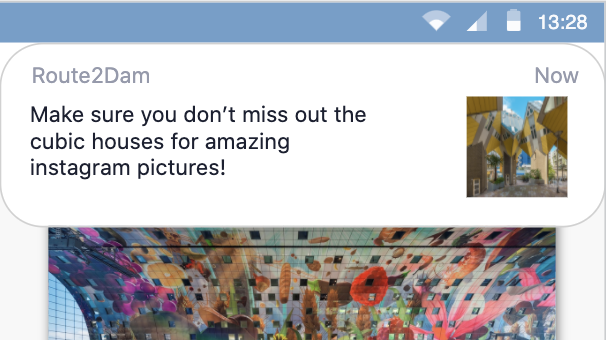 13:28
Route2Dam
Now
Make sure you don’t miss out the
cubic houses for amazing
instagram pictures!